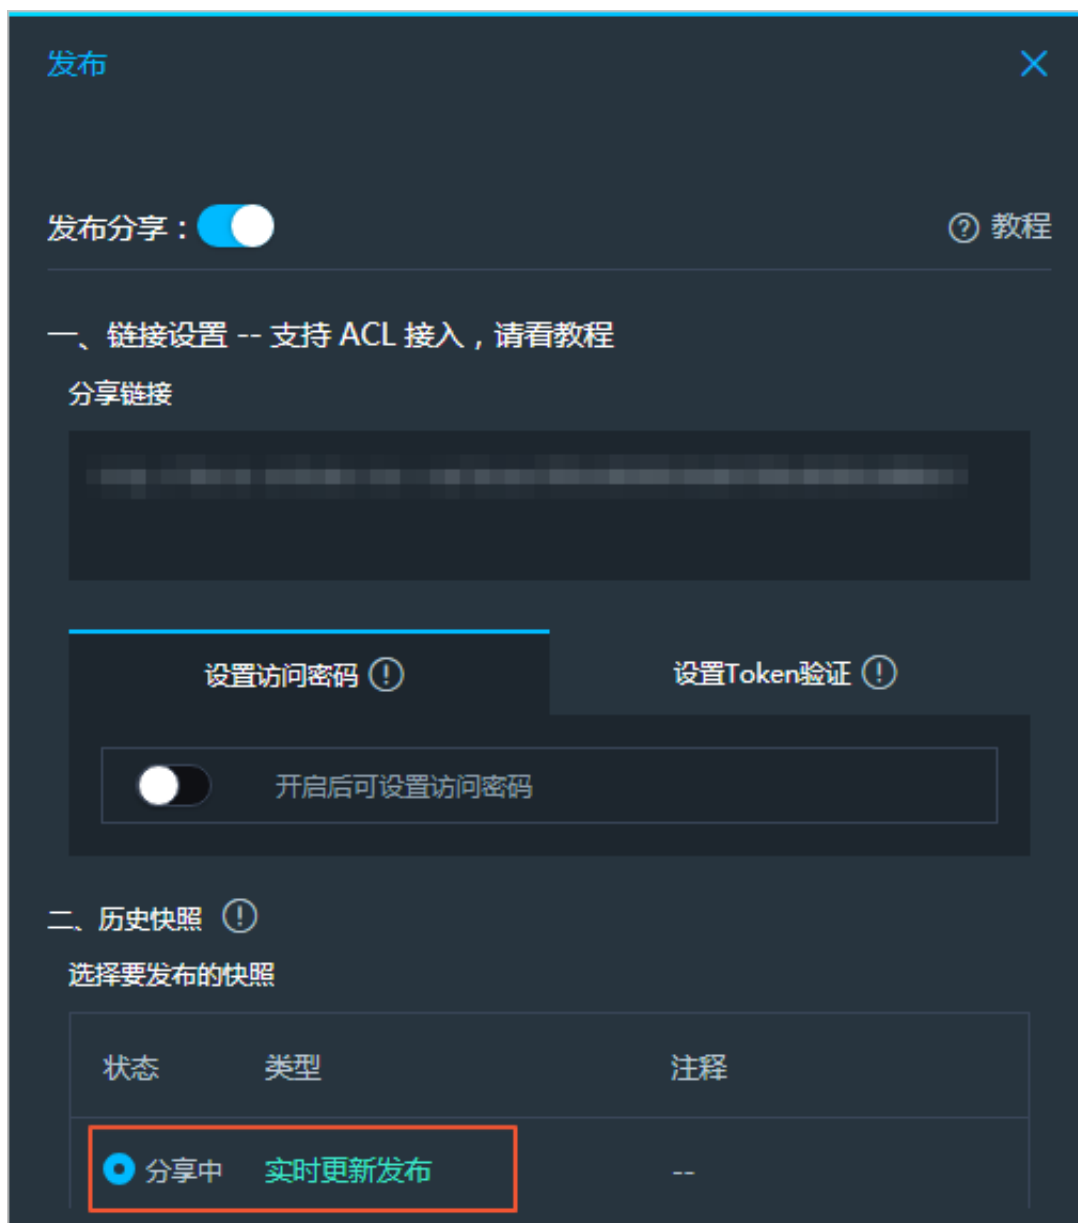 发布
发布分享：
教程
一、链接设置 -- 支持 ACL 接入，请看教程
分享链接
设置访问密码
设置Token验证
开启后可设置访问密码
二、历史快照
选择要发布的快照
状态 类型 注释
分享中 实时更新发布 --